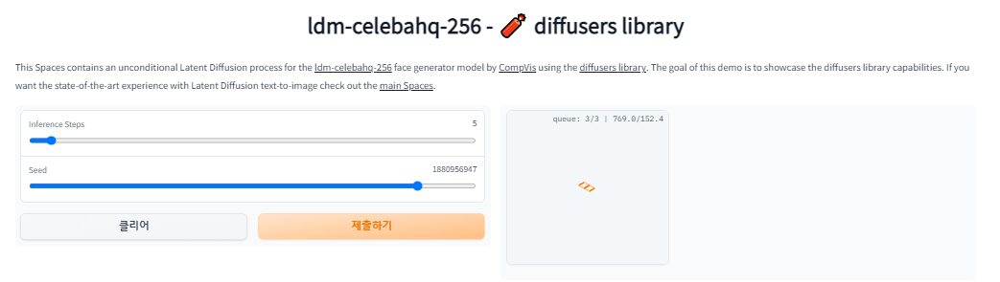 ldm-celebahq-256 - 🧨 diffusers library
This Spaces contains an unconditional Latent Diffusion process for the ldm-celebahq-256 face generator model by CompVis using the diffusers library. The goal of this demo is to showcase the diffusers library capabilities. If you
want the state-of-the-art experience with Latent Diffusion text-to-image check out the main Spaces.
Inference Steps 5
queue: 3/3 | 769.0/152.4
Seed 1880956947
클리어 제출하기